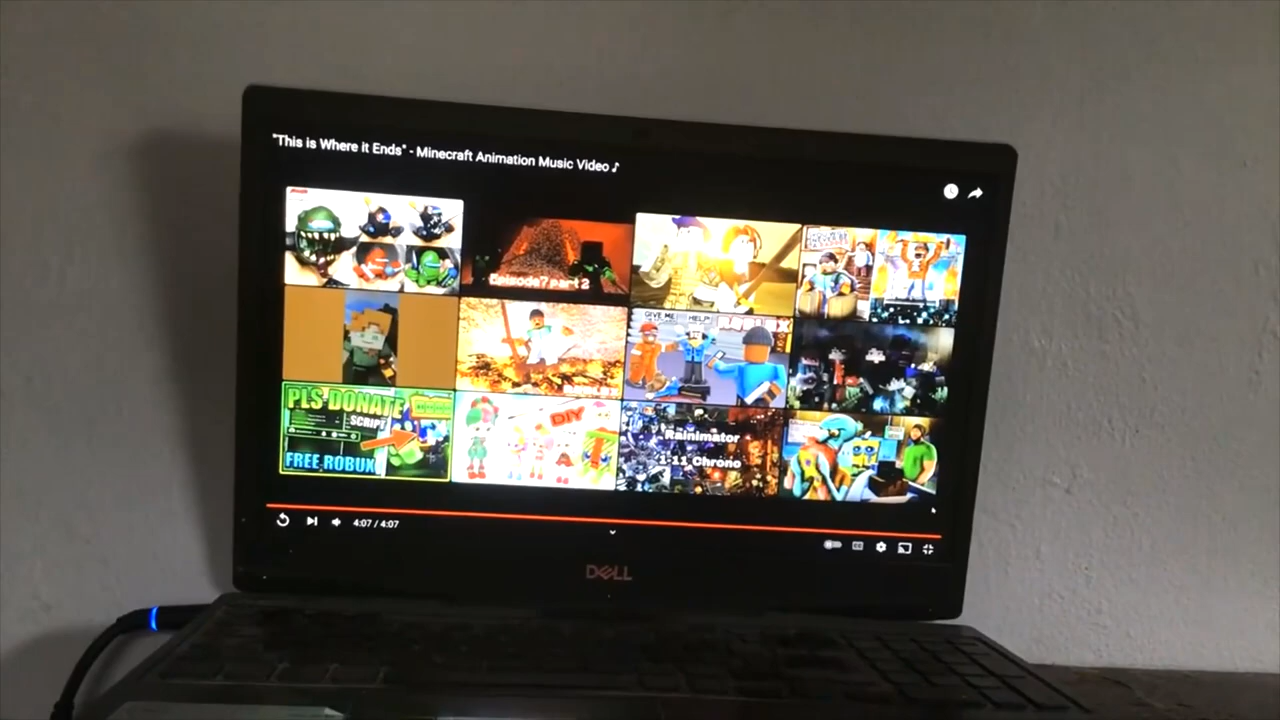 "This is Where it Ends" - Minecraft Animation Music Video ♪
Episode7 part 2
GIVE ME
HELP!
ROBLOX
PLS DONATE
SCRIPT
FREE ROBUX
DIY
Rainimator
1-11 Chrono
4:07 / 4:07
DELL